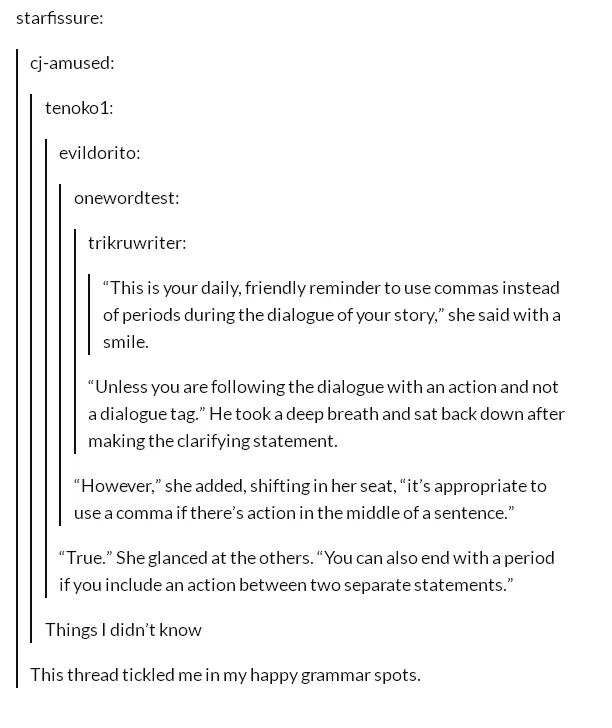 starfissure:
cj-amused:
tenoko1:
evildorito:
onewordtest:
trikruwriter:
“This is your daily, friendly reminder to use commas instead
of periods during the dialogue of your story,” she said with a
smile.
“Unless you are following the dialogue with an action and not
a dialogue tag.” He took a deep breath and sat back down after
making the clarifying statement.
“However,” she added, shifting in her seat, “it’s appropriate to
use a comma if there’s action in the middle of a sentence.”
“True.” She glanced at the others. “You can also end with a period
if you include an action between two separate statements.”
Things I didn’t know
This thread tickled me in my happy grammar spots.